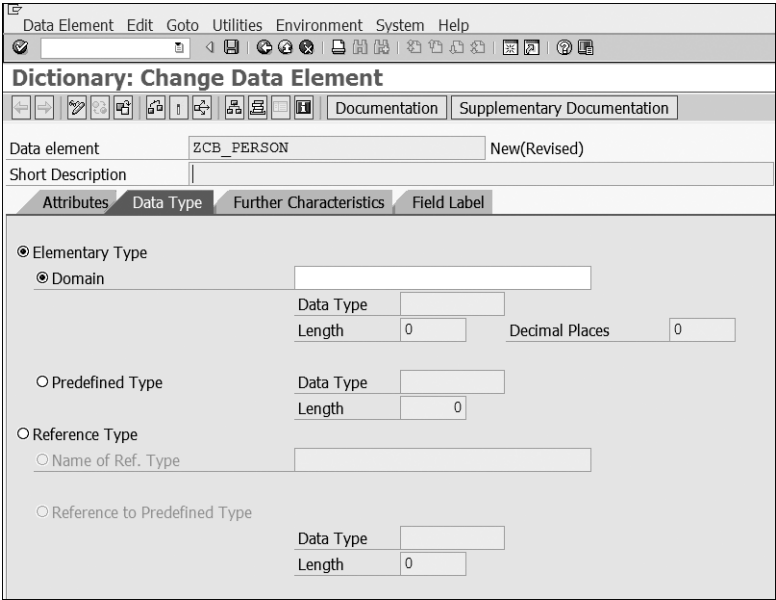 Data Element Edit Goto Utilities Environment System Help
Dictionary: Change Data Element
Documentation Supplementary Documentation
Data element ZCB_PERSON New(Revised)
Short Description
Attributes Data Type Further Characteristics Field Label
Elementary Type
Domain
Data Type
Length 0 Decimal Places 0
Predefined Type Data Type
Length 0
Reference Type
Name of Ref. Type
Reference to Predefined Type
Data Type
Length 0